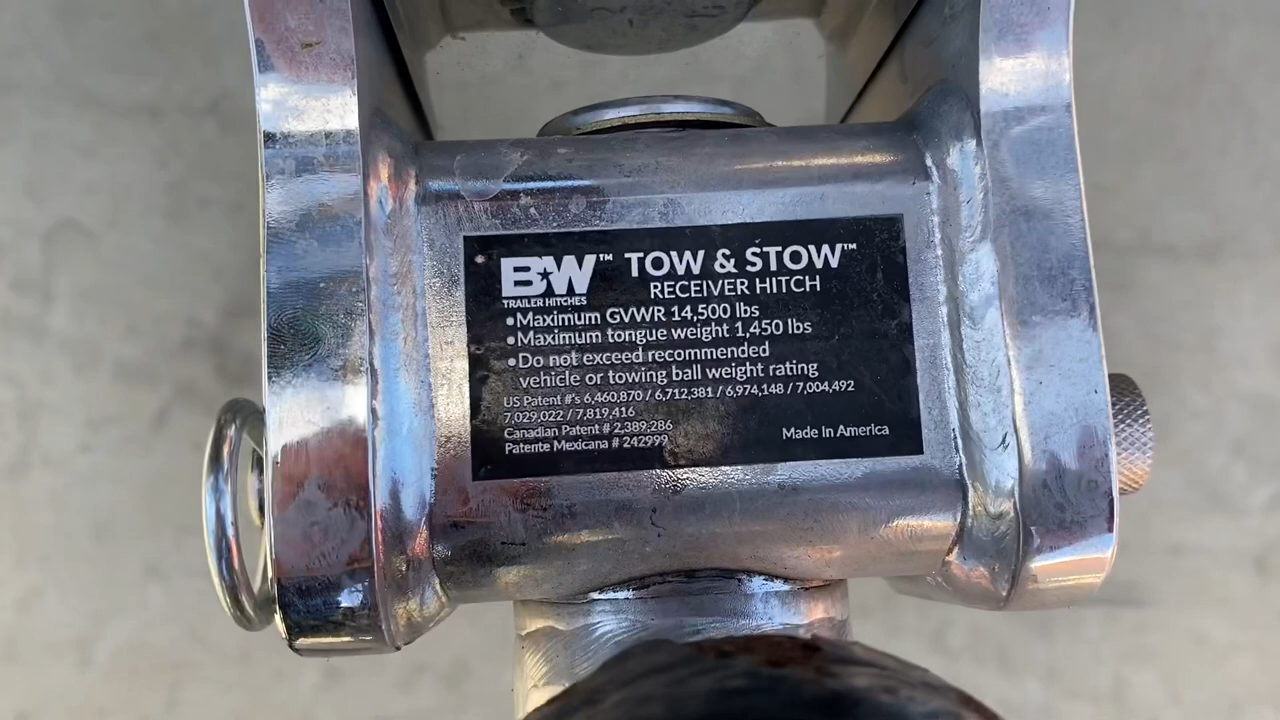 B★W™ TOW & STOW™
TRAILER HITCHES RECEIVER HITCH
•Maximum GVWR 14,500 lbs
•Maximum tongue weight 1,450 lbs
•Do not exceed recommended
vehicle or towing ball weight rating
US Patent #'s 6,460,870 / 6,712,381 / 6,974,148 / 7,004,492
7,029,022 / 7,819,416
Canadian Patent # 2,389,286
Patente Mexicana # 242999
Made In America